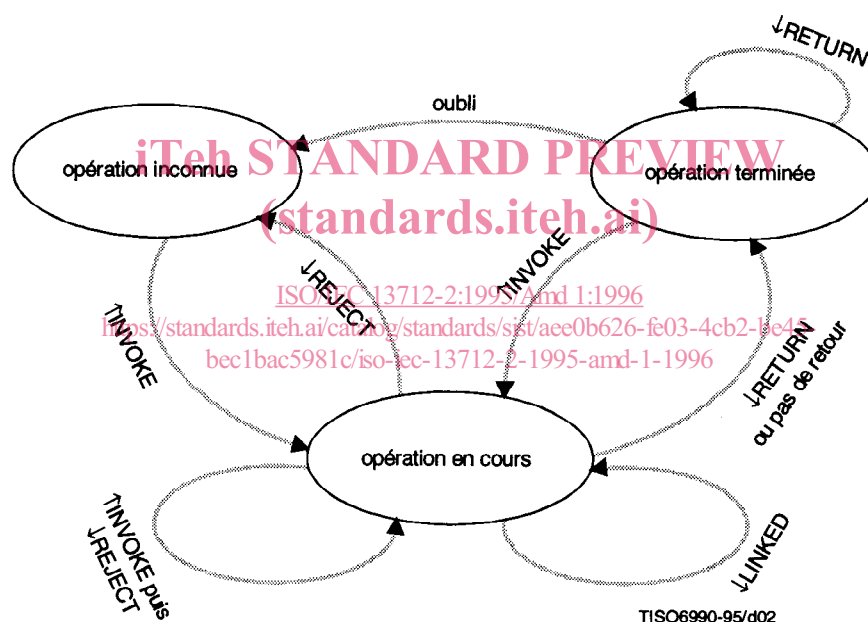 ↓RETURN
oubli
opération inconnue
opération terminée
iTeh STANDARD PREVIEW
(standards.iteh.ai)
↑INVOKE
↓REJECT
↑INVOKE
↓RETURN
ou pas de retour
ISO/IEC 13712-2:1995/Amd 1:1996
https://standards.iteh.ai/catalog/standards/sist/aee0b626-fe03-4cb2-be45-
bec1bac5981c/iso-iec-13712-2-1995-amd-1-1996
opération en cours
↑INVOKE puis
↓REJECT
↓LINKED
TISO6990-95/d02